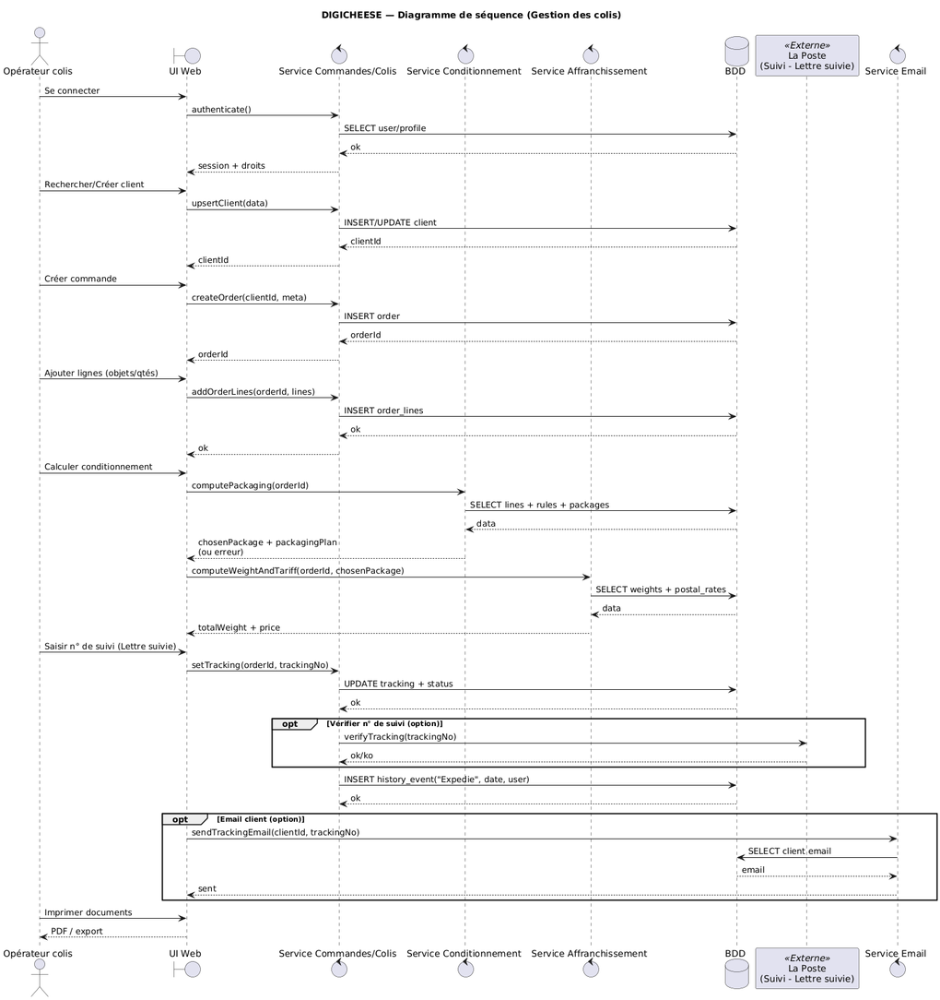 DIGICHEESE — Diagramme de séquence (Gestion des colis)
«Externe»
La Poste
(Suivi - Lettre suivie)
Opérateur colis
UI Web
Service Commandes/Colis
Service Conditionnement
Service Affranchissement
BDD
Service Email
Se connecter
authenticate()
SELECT user/profile
ok
session + droits
Rechercher/Créer client
upsertClient(data)
INSERT/UPDATE client
clientId
clientId
Créer commande
createOrder(clientId, meta)
INSERT order
orderId
orderId
Ajouter lignes (objets/qtés)
addOrderLines(orderId, lines)
INSERT order_lines
ok
ok
Calculer conditionnement
computePackaging(orderId)
SELECT lines + rules + packages
data
chosenPackage + packagingPlan
(ou erreur)
computeWeightAndTariff(orderId, chosenPackage)
SELECT weights + postal_rates
data
totalWeight + price
Saisir n° de suivi (Lettre suivie)
setTracking(orderId, trackingNo)
UPDATE tracking + status
ok
opt [Vérifier n° de suivi (option)]
verifyTracking(trackingNo)
ok/ko
INSERT history_event("Expedie", date, user)
ok
opt [Email client (option)]
sendTrackingEmail(clientId, trackingNo)
SELECT client email
email
sent
Imprimer documents
PDF / export
Opérateur colis
UI Web
Service Commandes/Colis
Service Conditionnement
Service Affranchissement
BDD
«Externe»
La Poste
(Suivi - Lettre suivie)
Service Email